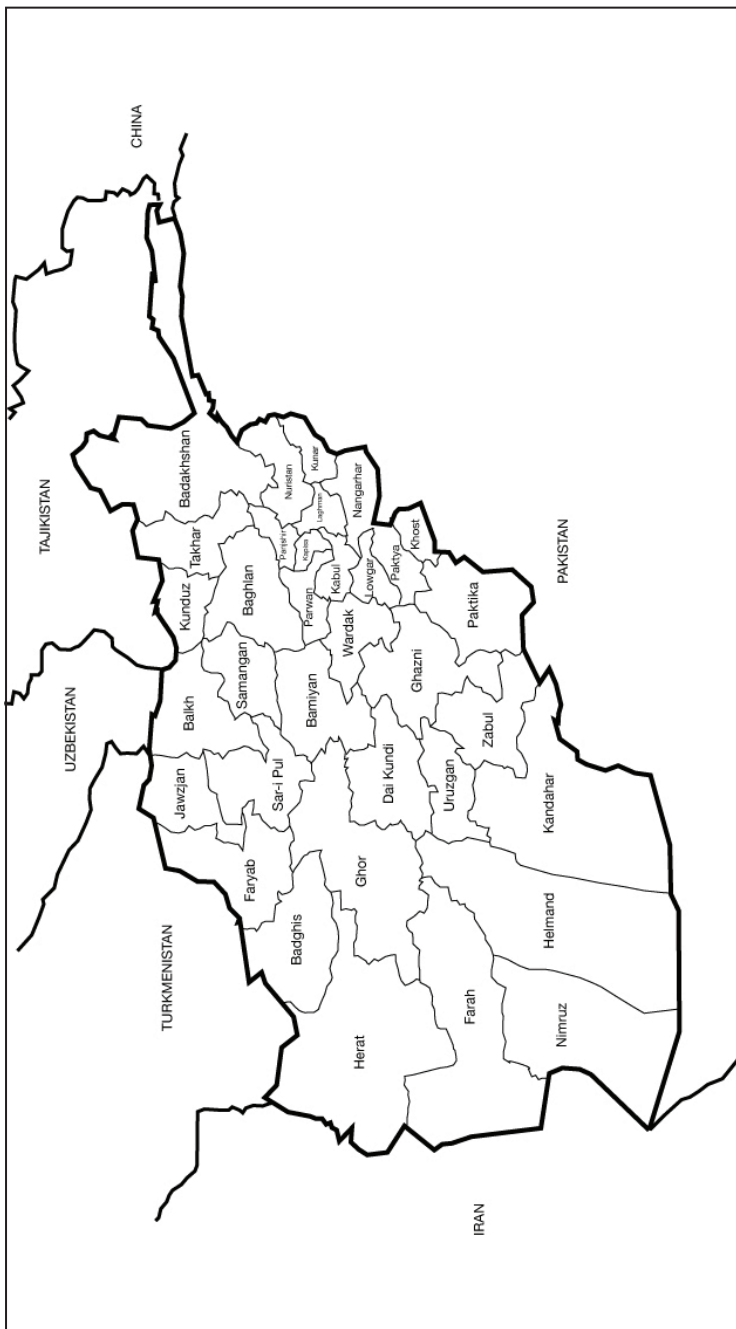 CHINA
TAJIKISTAN
UZBEKISTAN
TURKMENISTAN
IRAN
PAKISTAN
Badakhshan
Takhar
Kunduz
Balkh
Jawzjan
Faryab
Sar-i Pul
Samangan
Baghlan
Panjshir
Nuristan
Kunar
Laghman
Kapisa
Nangarhar
Parwan
Kabul
Lowgar
Paktya
Khost
Wardak
Bamiyan
Badghis
Ghor
Dai Kundi
Ghazni
Paktika
Herat
Uruzgan
Zabul
Farah
Nimruz
Helmand
Kandahar